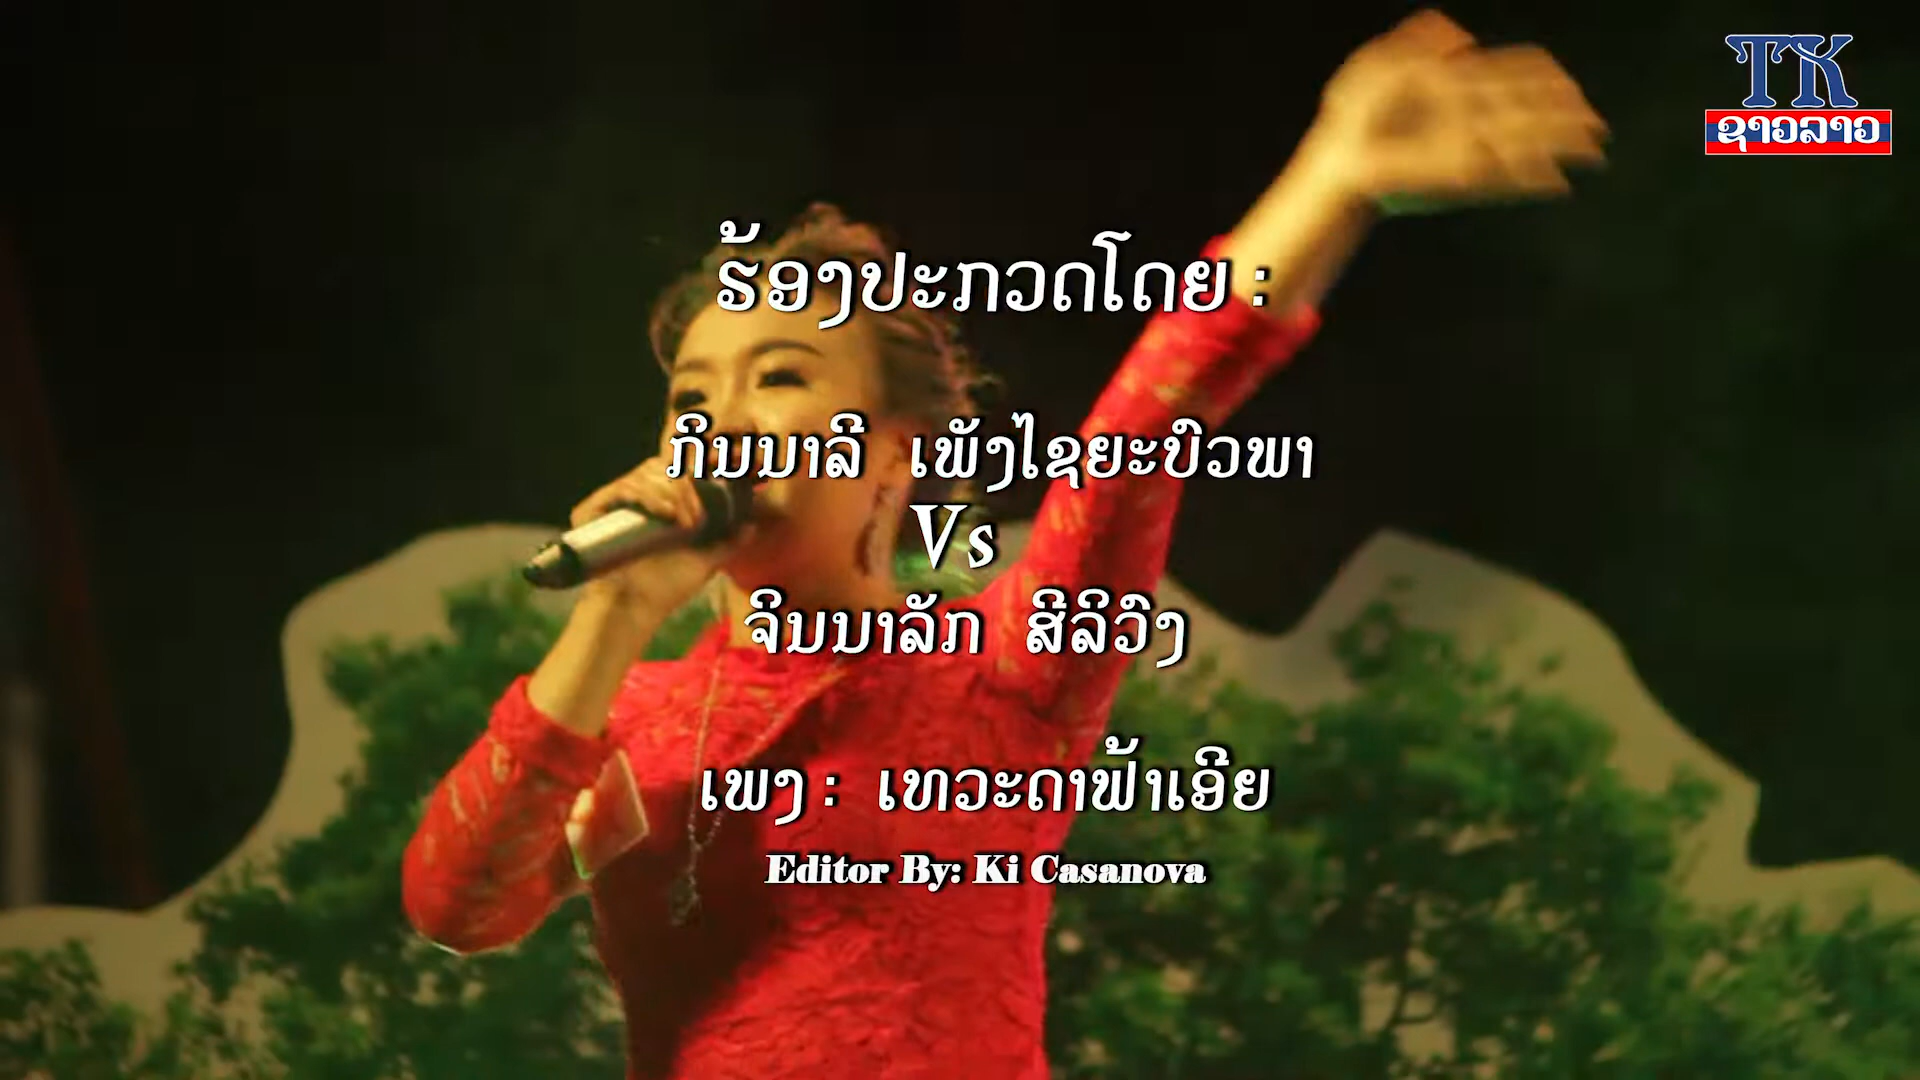 TK
ຊາວລາວ
ຮ້ອງປະກວດໂດຍ :
ກິນນາລີ ເພັງໄຊຍະບົວພາ
Vs
ຈິນນາລັກ ສີລິວົງ
ເພງ : ເທວະດາຟ້າເອີຍ
Editor By: Ki Casanova